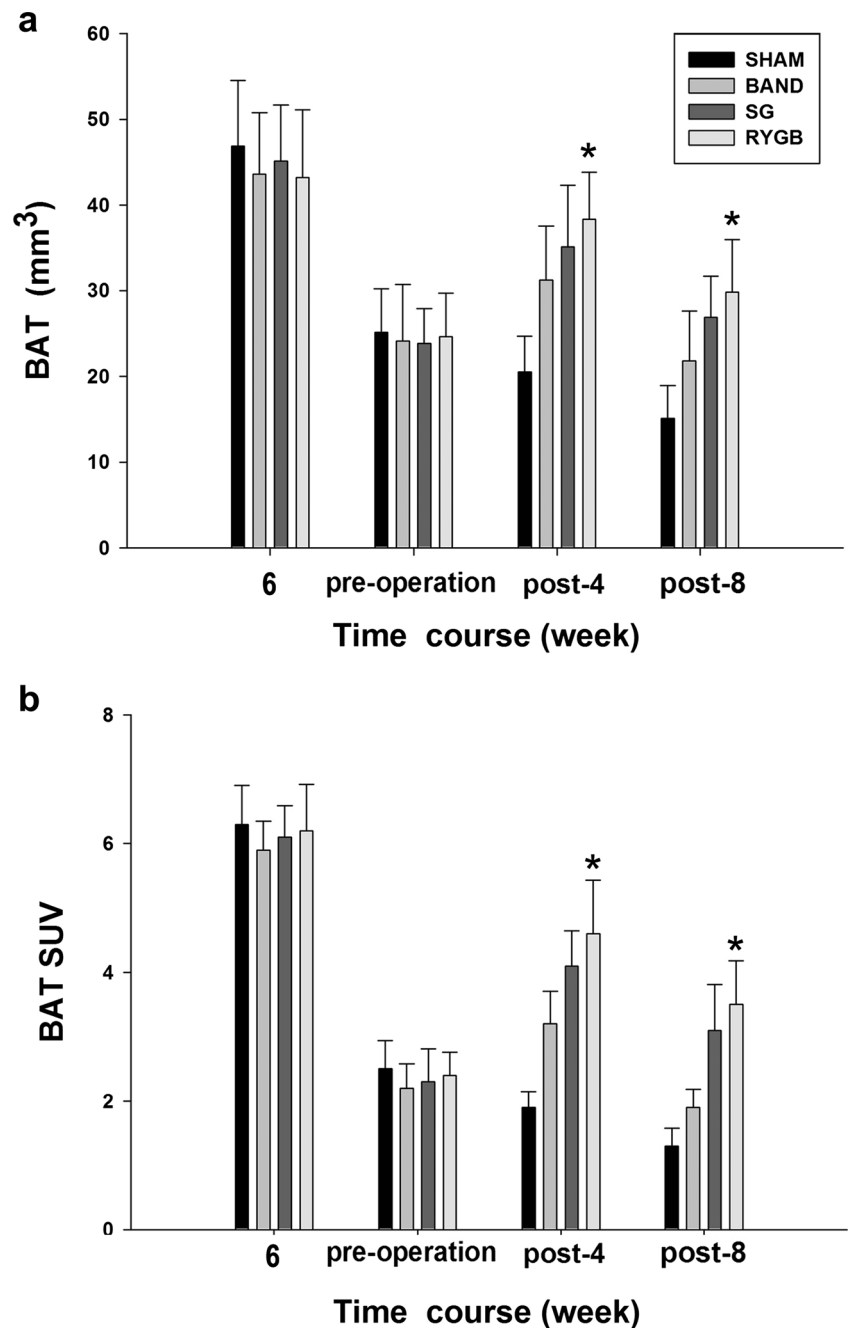 a
60
50
40
30
20
10
0
BAT (mm³)
SHAM
BAND
SG
RYGB
*
*
6 pre-operation post-4 post-8
Time course (week)
b
8
6
4
2
0
BAT SUV
*
*
6 pre-operation post-4 post-8
Time course (week)